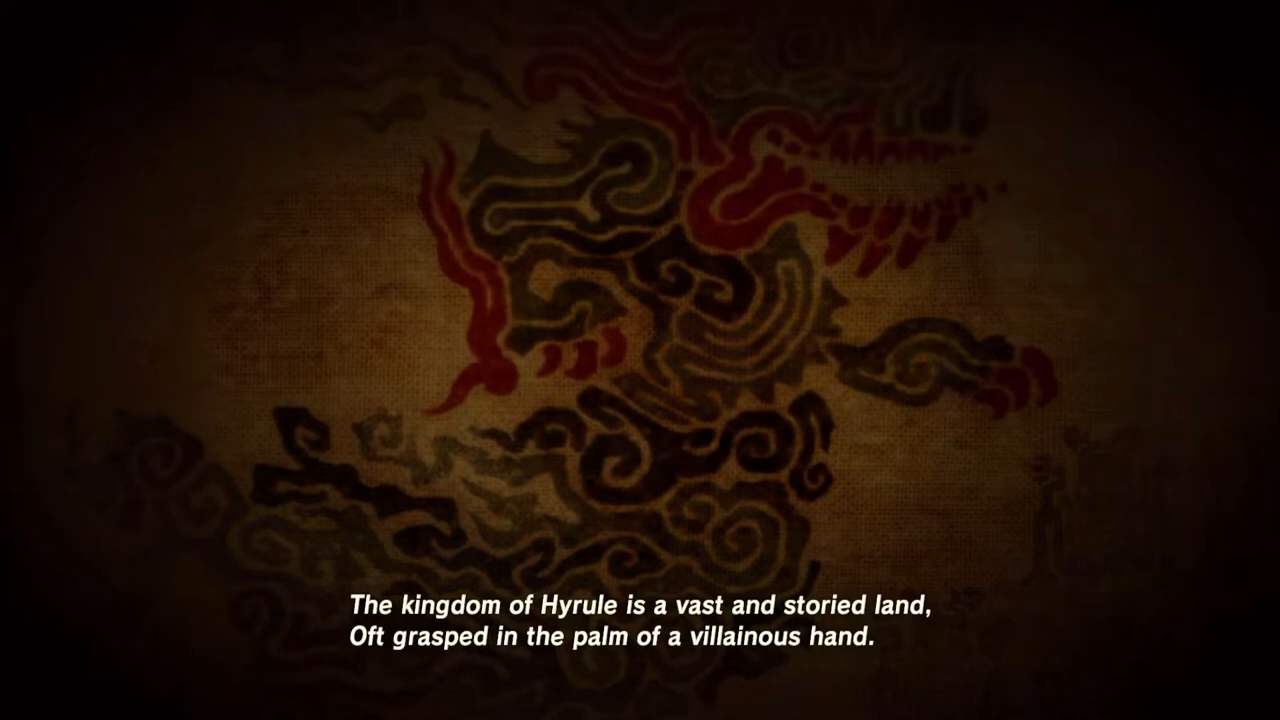 The kingdom of Hyrule is a vast and storied land,
Oft grasped in the palm of a villainous hand.